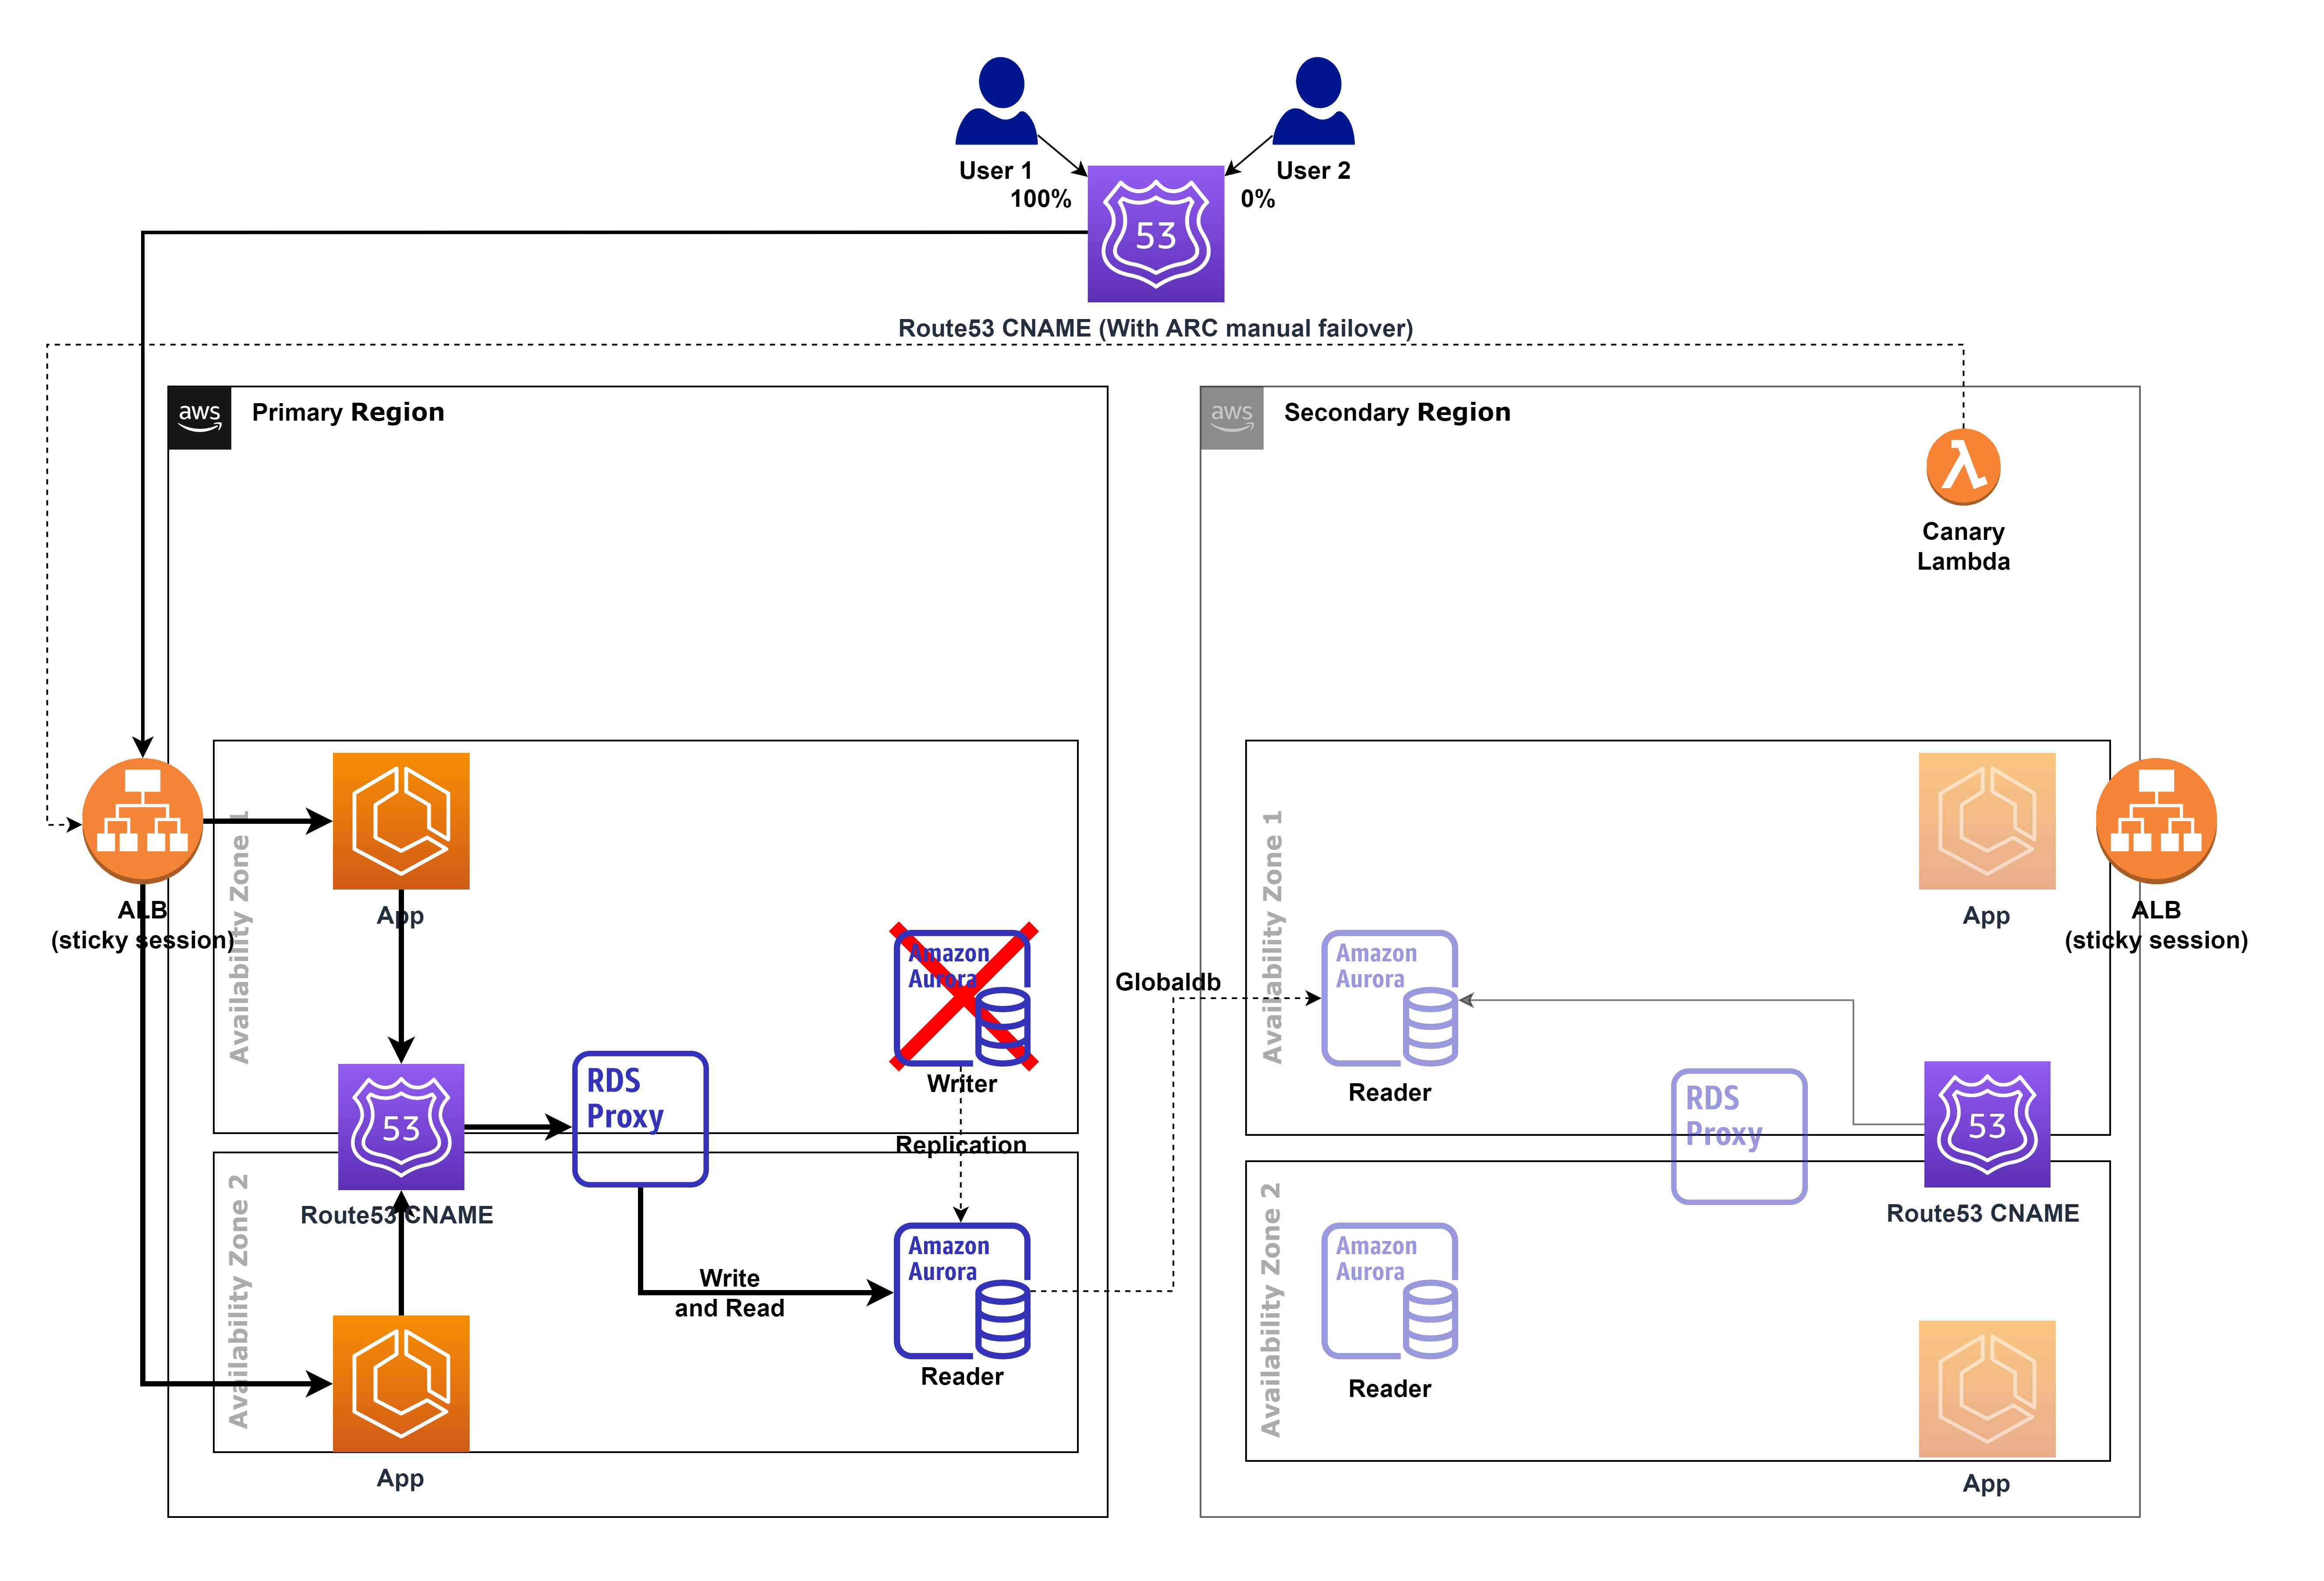 User 1
User 2
100%
0%
53
Route53 CNAME (With ARC manual failover)
aws
Primary Region
aws
Secondary Region
Canary
Lambda
Availability Zone 1
App
ALB
(sticky session)
Amazon
Aurora
Writer
Replication
53
Route53 CNAME
RDS
Proxy
Availability Zone 2
Write
and Read
Amazon
Aurora
Reader
App
Globaldb
Availability Zone 1
App
ALB
(sticky session)
Amazon
Aurora
Reader
RDS
Proxy
53
Route53 CNAME
Availability Zone 2
Amazon
Aurora
Reader
App